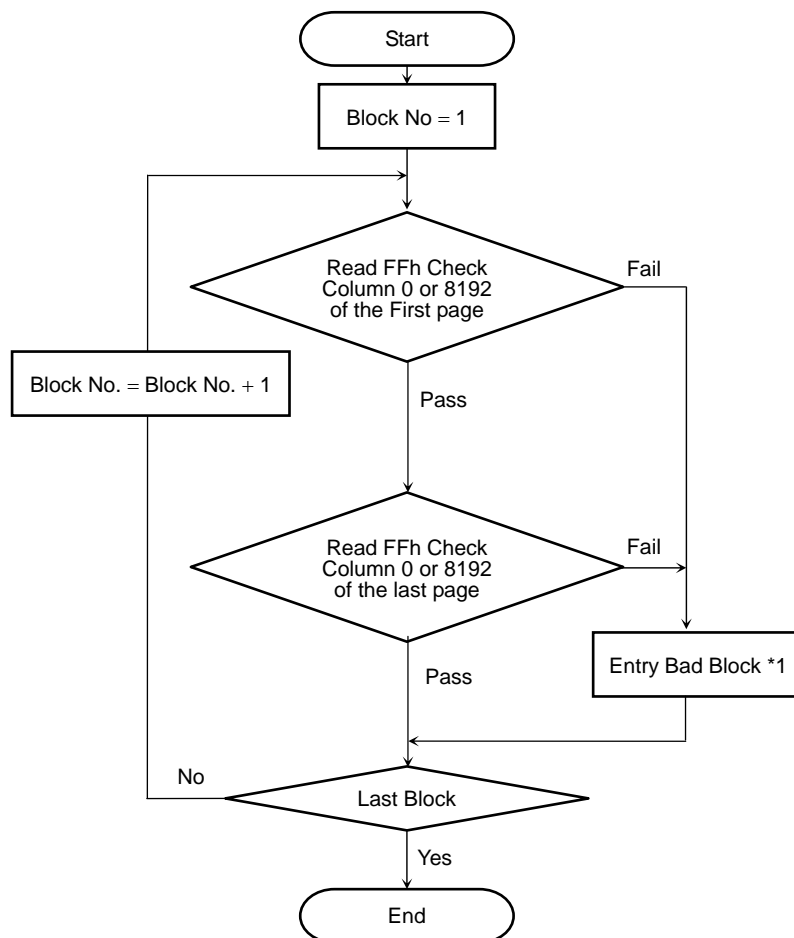 Start
Block No = 1
Read FFh Check
Column 0 or 8192
of the First page
Fail
Block No. = Block No. + 1
Pass
Read FFh Check
Column 0 or 8192
of the last page
Fail
Entry Bad Block *1
Pass
No
Last Block
Yes
End